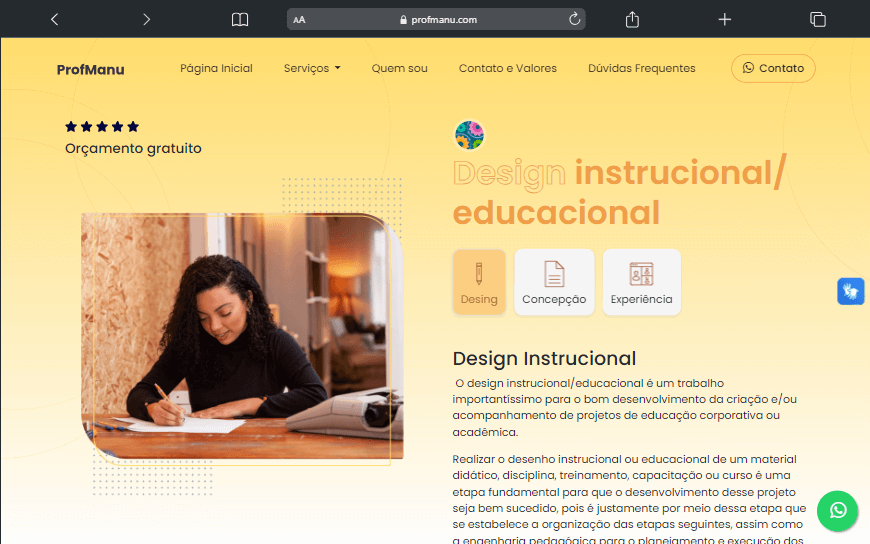 AA profmanu.com
ProfManu
Página Inicial
Serviços
Quem sou
Contato e Valores
Dúvidas Frequentes
Contato
Orçamento gratuito
Design instrucional/
educacional
Desing
Concepção
Experiência
Design Instrucional
O design instrucional/educacional é um trabalho
importantíssimo para o bom desenvolvimento da criação e/ou
acompanhamento de projetos de educação corporativa ou
acadêmica.
Realizar o desenho instrucional ou educacional de um material
didático, disciplina, treinamento, capacitação ou curso é uma
etapa fundamental para que o desenvolvimento desse projeto
seja bem sucedido, pois é justamente por meio dessa etapa que
se estabelece a organização das etapas seguintes, assim como
a engenharia pedagógica para o planejamento e execução dos